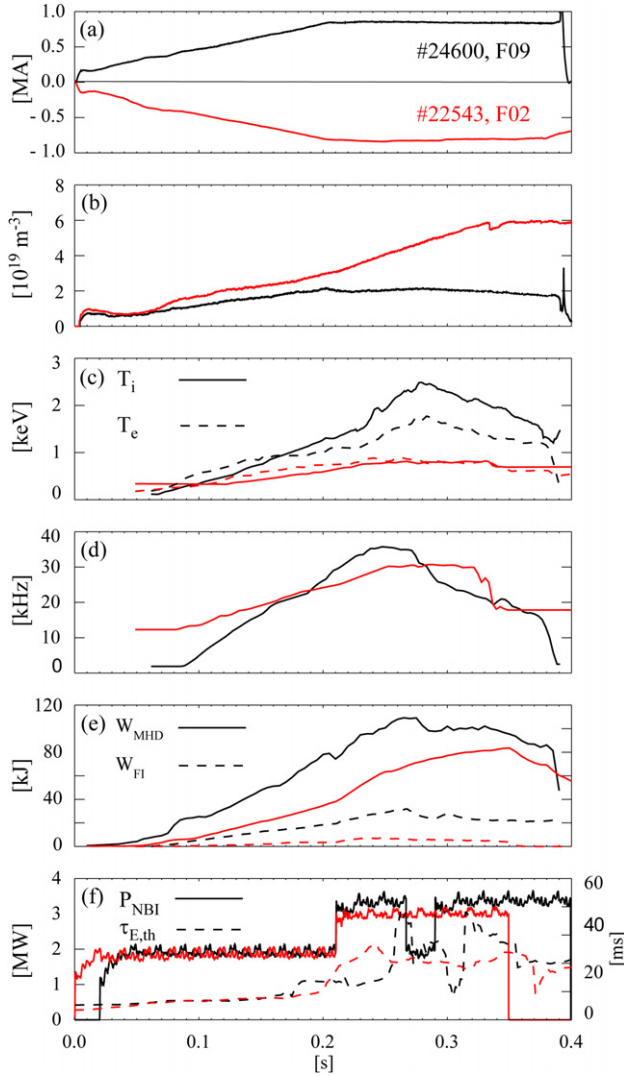 (a)
1.0
0.5
0.0
- 0.5
- 1.0
[MA]
#24600, F09
#22543, F02
(b)
8
6
4
2
0
[10¹⁹ m⁻³]
(c)
3
2
1
0
[keV]
T_i
T_e
(d)
40
30
20
10
0
[kHz]
(e)
120
80
40
0
[kJ]
W_MHD
W_FI
(f)
4
3
2
1
0
[MW]
P_NBI
τ_E,th
60
40
20
0
[ms]
0.0 0.1 0.2 0.3 0.4
[s]